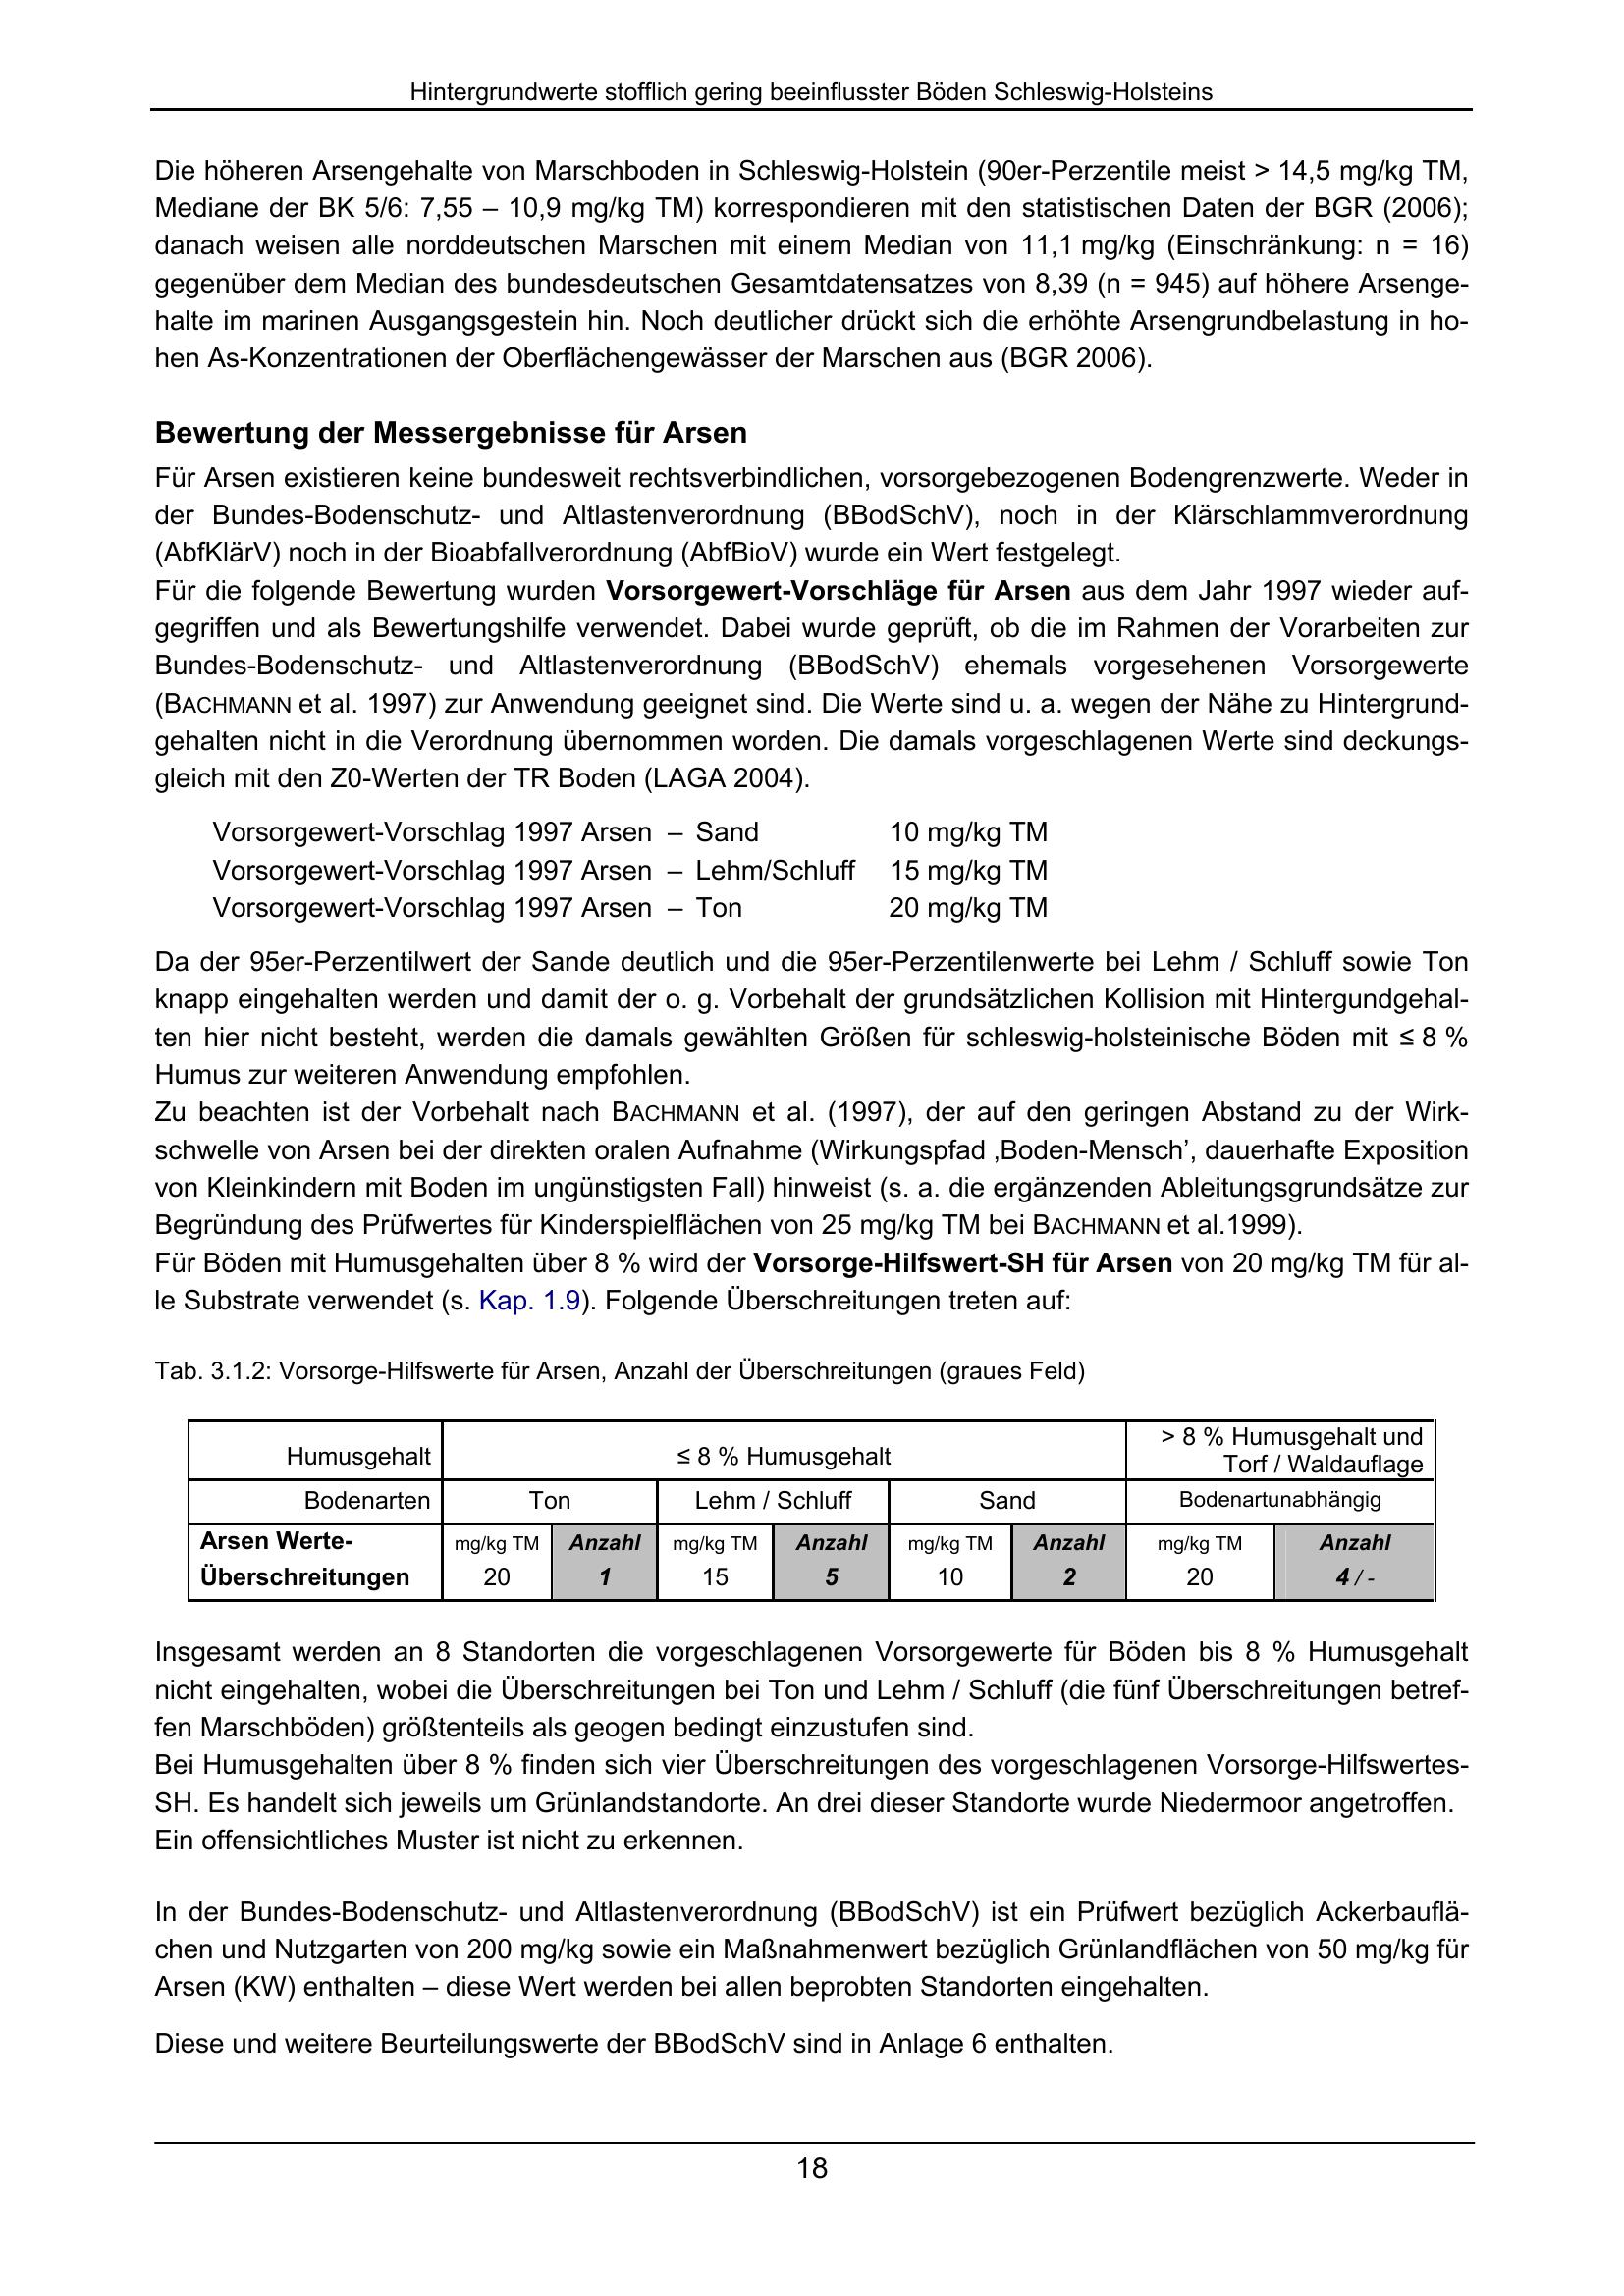 Hintergrundwerte stofflich gering beeinflusster Böden Schleswig-Holsteins
Die höheren Arsengehalte von Marschboden in Schleswig-Holstein (90er-Perzentile meist > 14,5 mg/kg TM,
Mediane der BK 5/6: 7,55 – 10,9 mg/kg TM) korrespondieren mit den statistischen Daten der BGR (2006);
danach weisen alle norddeutschen Marschen mit einem Median von 11,1 mg/kg (Einschränkung: n = 16)
gegenüber dem Median des bundesdeutschen Gesamtdatensatzes von 8,39 (n = 945) auf höhere Arsenge-
halte im marinen Ausgangsgestein hin. Noch deutlicher drückt sich die erhöhte Arsengrundbelastung in ho-
hen As-Konzentrationen der Oberflächengewässer der Marschen aus (BGR 2006).
Bewertung der Messergebnisse für Arsen
Für Arsen existieren keine bundesweit rechtsverbindlichen, vorsorgebezogenen Bodengrenzwerte. Weder in
der Bundes-Bodenschutz- und Altlastenverordnung (BBodSchV), noch in der Klärschlammverordnung
(AbfKlärV) noch in der Bioabfallverordnung (AbfBioV) wurde ein Wert festgelegt.
Für die folgende Bewertung wurden Vorsorgewert-Vorschläge für Arsen aus dem Jahr 1997 wieder auf-
gegriffen und als Bewertungshilfe verwendet. Dabei wurde geprüft, ob die im Rahmen der Vorarbeiten zur
Bundes-Bodenschutz- und Altlastenverordnung (BBodSchV) ehemals vorgesehenen Vorsorgewerte
(BACHMANN et al. 1997) zur Anwendung geeignet sind. Die Werte sind u. a. wegen der Nähe zu Hintergrund-
gehalten nicht in die Verordnung übernommen worden. Die damals vorgeschlagenen Werte sind deckungs-
gleich mit den Z0-Werten der TR Boden (LAGA 2004).
Vorsorgewert-Vorschlag 1997 Arsen – Sand 10 mg/kg TM
Vorsorgewert-Vorschlag 1997 Arsen – Lehm/Schluff 15 mg/kg TM
Vorsorgewert-Vorschlag 1997 Arsen – Ton 20 mg/kg TM
Da der 95er-Perzentilwert der Sande deutlich und die 95er-Perzentilenwerte bei Lehm / Schluff sowie Ton
knapp eingehalten werden und damit der o. g. Vorbehalt der grundsätzlichen Kollision mit Hintergundgehal-
ten hier nicht besteht, werden die damals gewählten Größen für schleswig-holsteinische Böden mit ≤ 8 %
Humus zur weiteren Anwendung empfohlen.
Zu beachten ist der Vorbehalt nach BACHMANN et al. (1997), der auf den geringen Abstand zu der Wirk-
schwelle von Arsen bei der direkten oralen Aufnahme (Wirkungspfad ‚Boden-Mensch’, dauerhafte Exposition
von Kleinkindern mit Boden im ungünstigsten Fall) hinweist (s. a. die ergänzenden Ableitungsgrundsätze zur
Begründung des Prüfwertes für Kinderspielflächen von 25 mg/kg TM bei BACHMANN et al.1999).
Für Böden mit Humusgehalten über 8 % wird der Vorsorge-Hilfswert-SH für Arsen von 20 mg/kg TM für al-
le Substrate verwendet (s. Kap. 1.9). Folgende Überschreitungen treten auf:
Tab. 3.1.2: Vorsorge-Hilfswerte für Arsen, Anzahl der Überschreitungen (graues Feld)
Humusgehalt ≤ 8 % Humusgehalt > 8 % Humusgehalt und
Torf / Waldauflage
Bodenarten Ton Lehm / Schluff Sand Bodenartunabhängig
Arsen Werte- mg/kg TM Anzahl mg/kg TM Anzahl mg/kg TM Anzahl mg/kg TM Anzahl
Überschreitungen 20 1 15 5 10 2 20 4 / -
Insgesamt werden an 8 Standorten die vorgeschlagenen Vorsorgewerte für Böden bis 8 % Humusgehalt
nicht eingehalten, wobei die Überschreitungen bei Ton und Lehm / Schluff (die fünf Überschreitungen betref-
fen Marschböden) größtenteils als geogen bedingt einzustufen sind.
Bei Humusgehalten über 8 % finden sich vier Überschreitungen des vorgeschlagenen Vorsorge-Hilfswertes-
SH. Es handelt sich jeweils um Grünlandstandorte. An drei dieser Standorte wurde Niedermoor angetroffen.
Ein offensichtliches Muster ist nicht zu erkennen.
In der Bundes-Bodenschutz- und Altlastenverordnung (BBodSchV) ist ein Prüfwert bezüglich Ackerbauflä-
chen und Nutzgarten von 200 mg/kg sowie ein Maßnahmenwert bezüglich Grünlandflächen von 50 mg/kg für
Arsen (KW) enthalten – diese Wert werden bei allen beprobten Standorten eingehalten.
Diese und weitere Beurteilungswerte der BBodSchV sind in Anlage 6 enthalten.
18